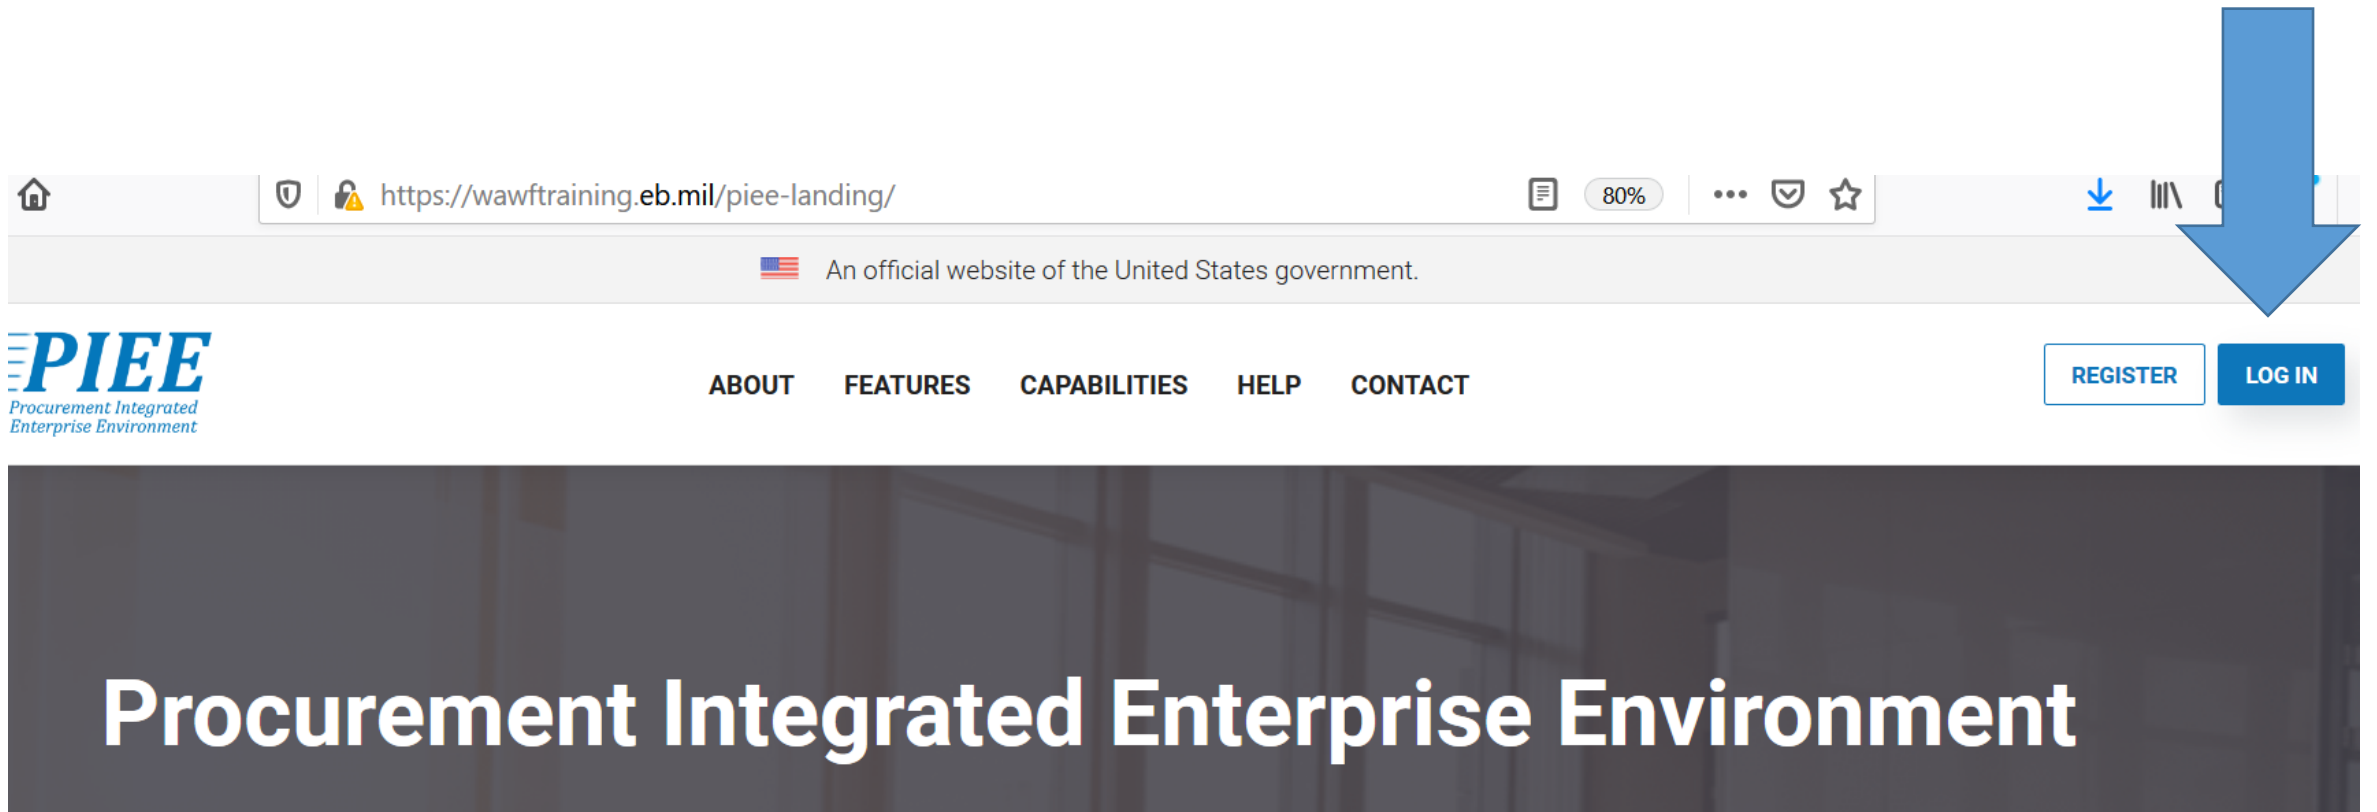 https://wawftraining.eb.mil/piee-landing/
80%
An official website of the United States government.
PIEE
Procurement Integrated
Enterprise Environment
ABOUT FEATURES CAPABILITIES HELP CONTACT
REGISTER LOG IN
Procurement Integrated Enterprise Environment